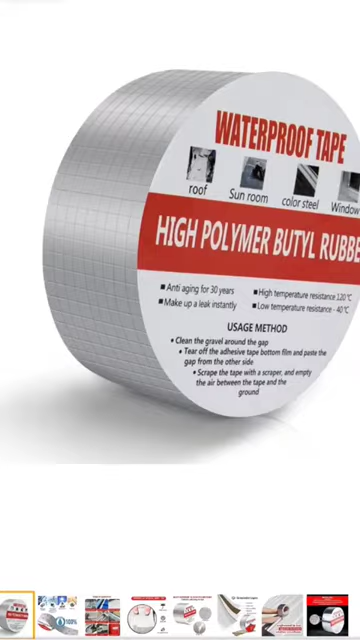 WATERPROOF TAPE
roof
Sun room
color steel
Window
HIGH POLYMER BUTYL RUBBE
▪ Anti aging for 30 years
▪ High temperature resistance 120℃
▪ Make up a leak instantly
▪ Low temperature resistance - 40℃
USAGE METHOD
• Clean the gravel around the gap
• Tear off the adhesive tape bottom film and paste the
gap from the other side
• Scrape the tape with a scraper, and empty
the air between the tape and the
ground
100%